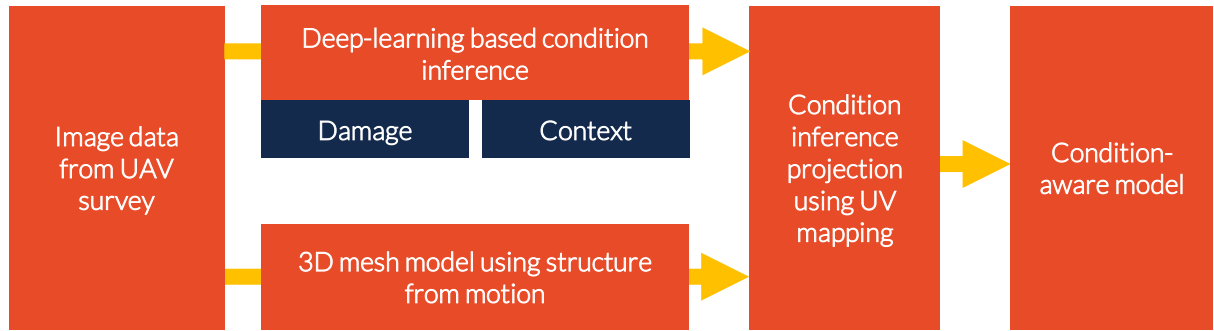 Image data
from UAV
survey
Deep-learning based condition
inference
Damage
Context
3D mesh model using structure
from motion
Condition
inference
projection
using UV
mapping
Condition-
aware model